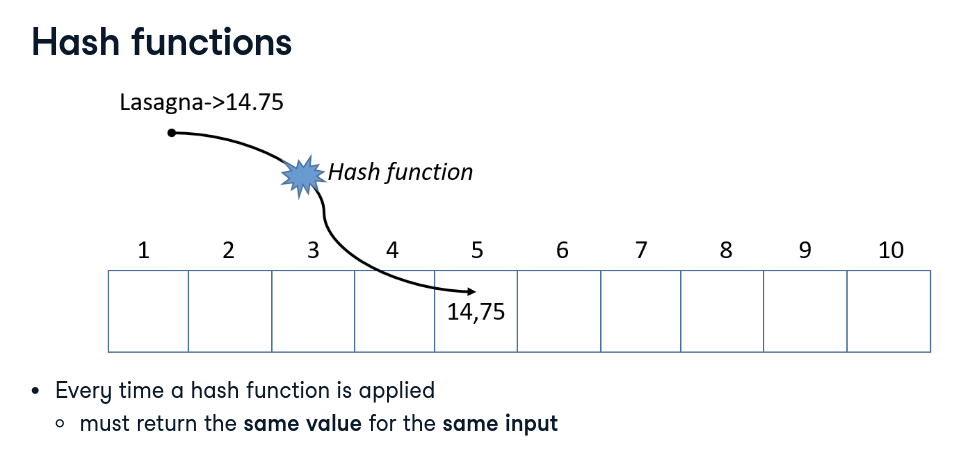 Hash functions
Lasagna->14.75
Hash function
1 2 3 4 5 6 7 8 9 10
14,75
• Every time a hash function is applied
○ must return the same value for the same input